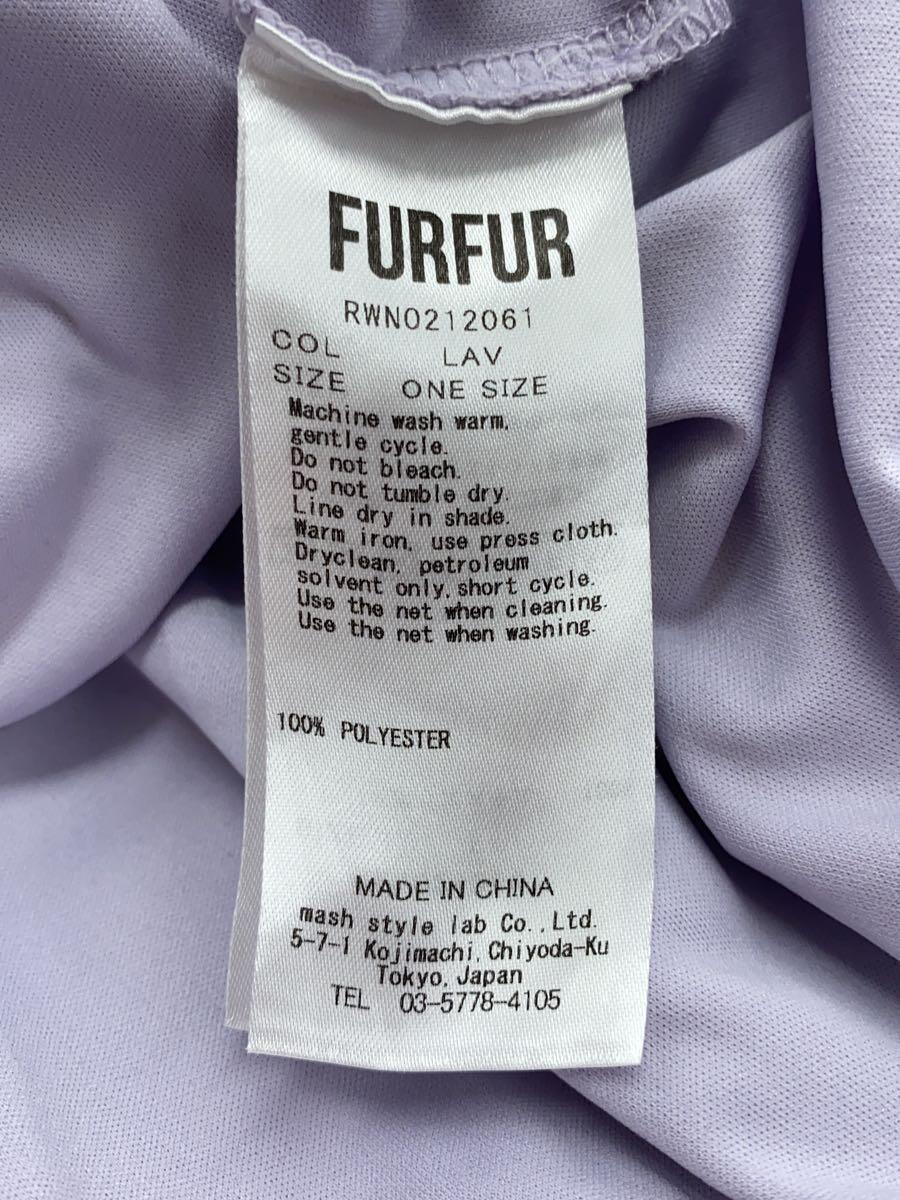 FURFUR
RWN0212061
COL LAV
SIZE ONE SIZE
Machine wash warm,
gentle cycle.
Do not bleach.
Do not tumble dry.
Line dry in shade.
Warm iron, use press cloth.
Dryclean, petroleum
solvent only, short cycle.
Use the net when cleaning.
Use the net when washing.
100% POLYESTER
MADE IN CHINA
mash style lab Co., Ltd.
5-7-1 Kojimachi, Chiyoda-Ku
Tokyo, Japan
TEL 03-5778-4105